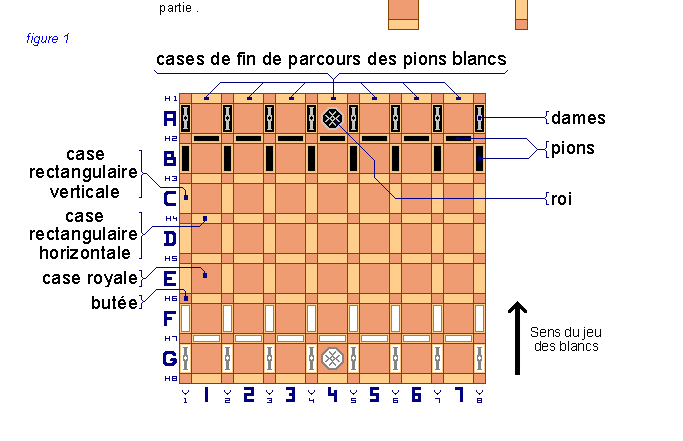 partie .
figure 1
cases de fin de parcours des pions blancs
H1
A
H2
B
H3
C
H4
D
H5
E
H6
F
H7
G
H8
dames
pions
roi
case
rectangulaire
verticale
case
rectangulaire
horizontale
case royale
butée
Sens du jeu
des blancs
V1 1 V2 2 V3 3 V4 4 V5 5 V6 6 V7 7 V8